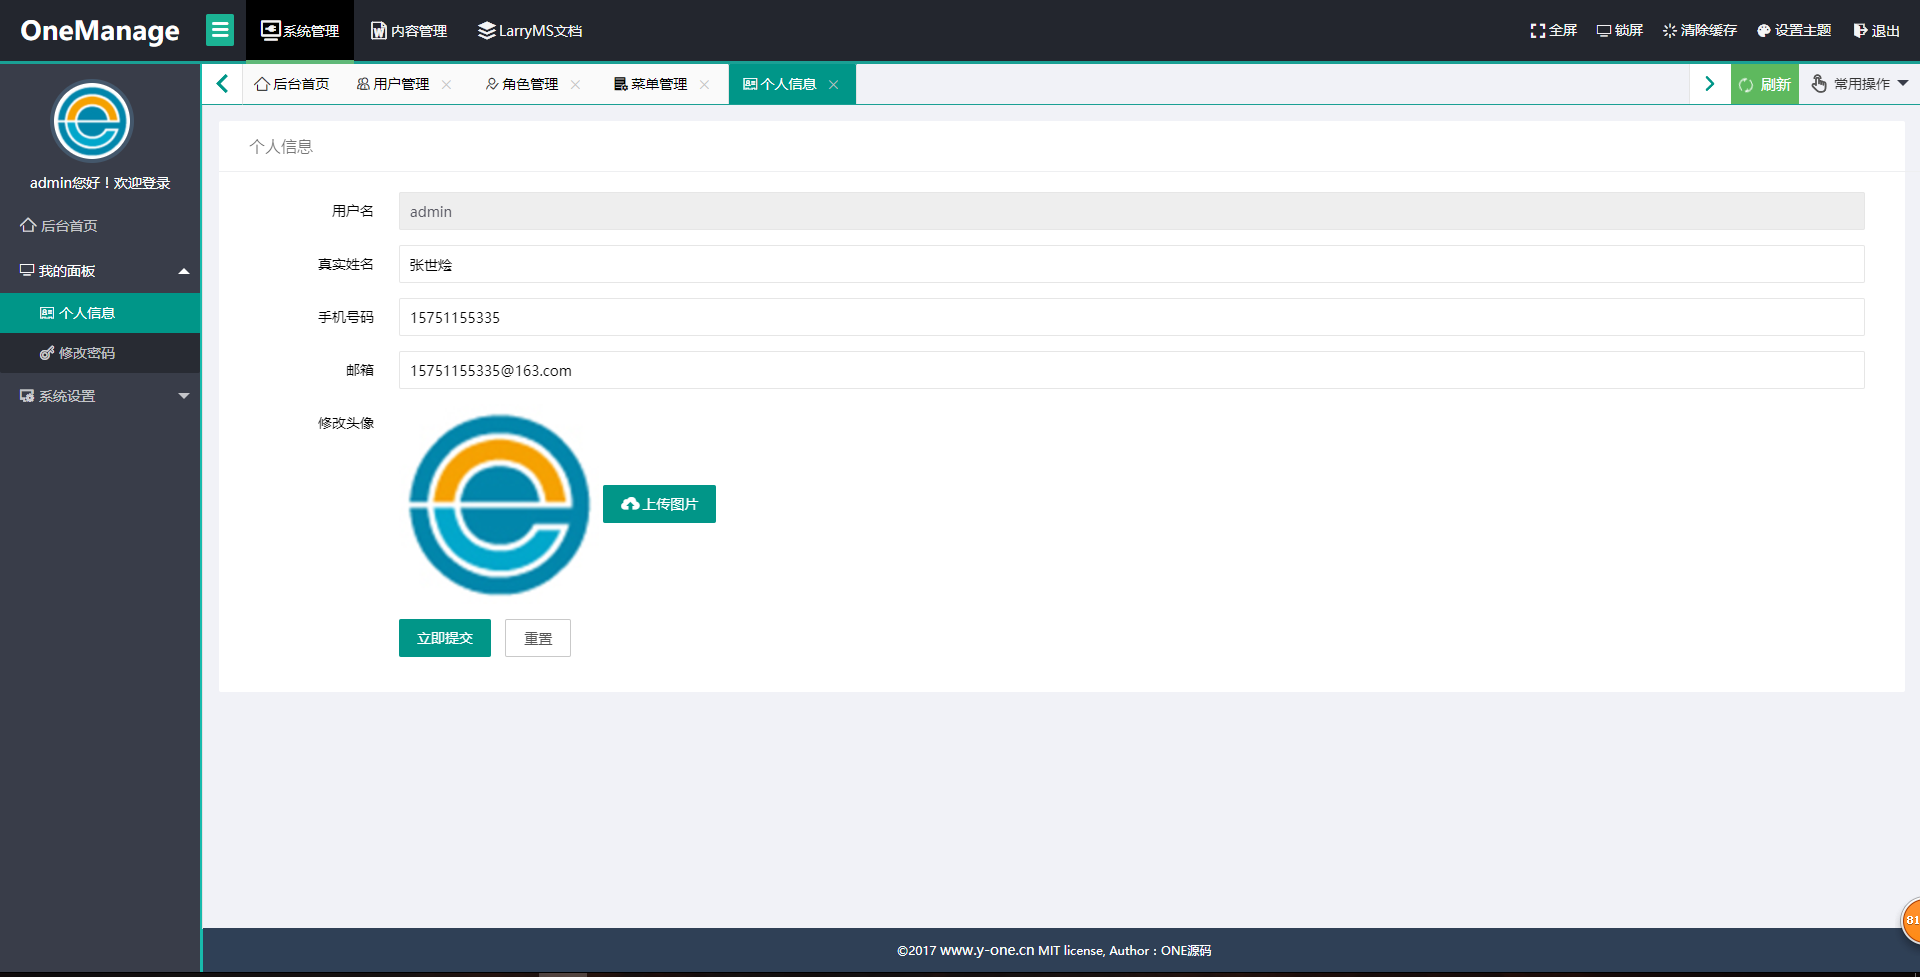 OneManage
系统管理
内容管理
LarryMS文档
全屏
锁屏
清除缓存
设置主题
退出
admin您好！欢迎登录
后台首页
我的面板
个人信息
修改密码
系统设置
后台首页
用户管理
角色管理
菜单管理
个人信息
刷新
常用操作
个人信息
用户名
admin
真实姓名
张世烩
手机号码
15751155335
邮箱
15751155335@163.com
修改头像
上传图片
立即提交
重置
81
©2017 www.y-one.cn MIT license, Author：ONE源码